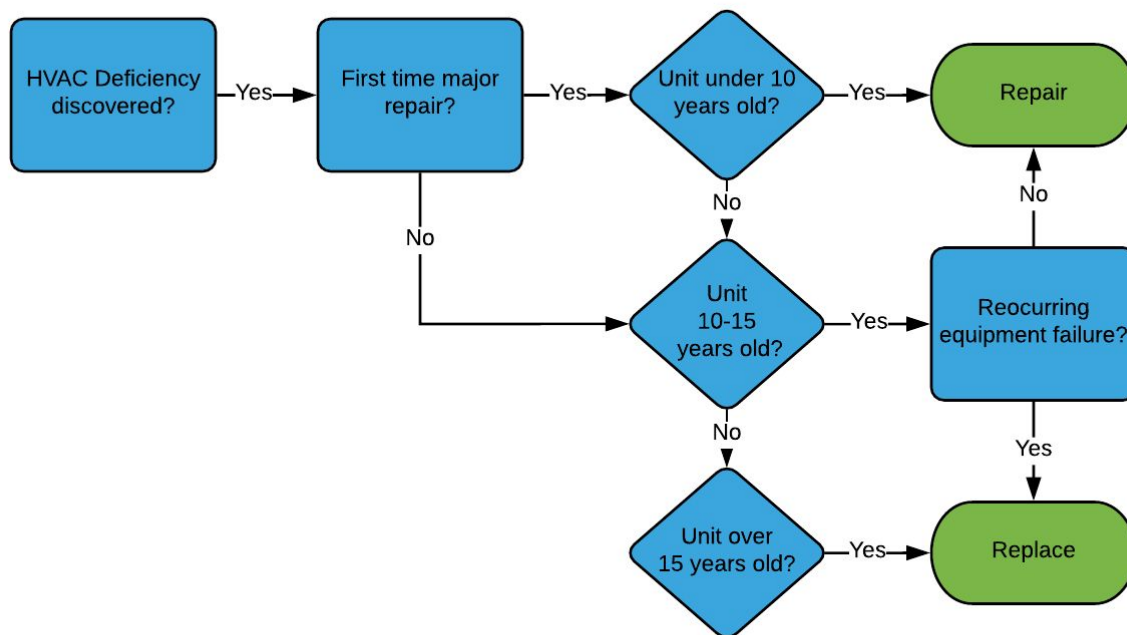 HVAC Deficiency
discovered?
Yes
First time major
repair?
Yes
Unit under 10
years old?
Yes
Repair
No
No
No
Unit
10-15
years old?
Yes
Reocurring
equipment failure?
No
Yes
Unit over
15 years old?
Yes
Replace